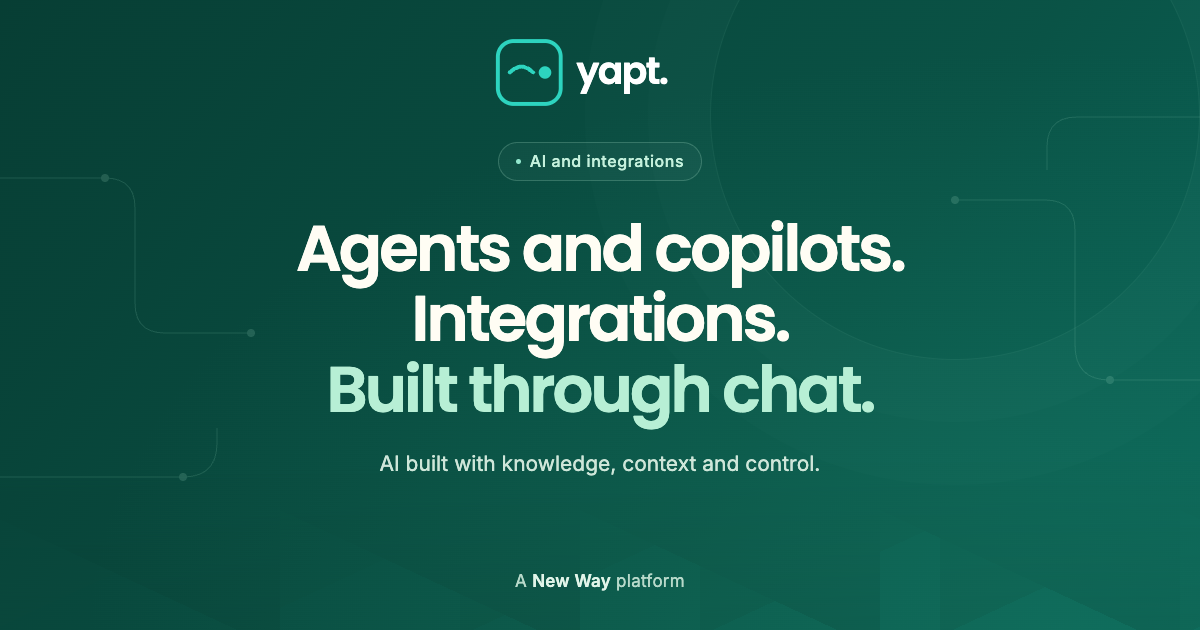 yapt.
• AI and integrations
Agents and copilots.
Integrations.
Built through chat.
AI built with knowledge, context and control.
A New Way platform